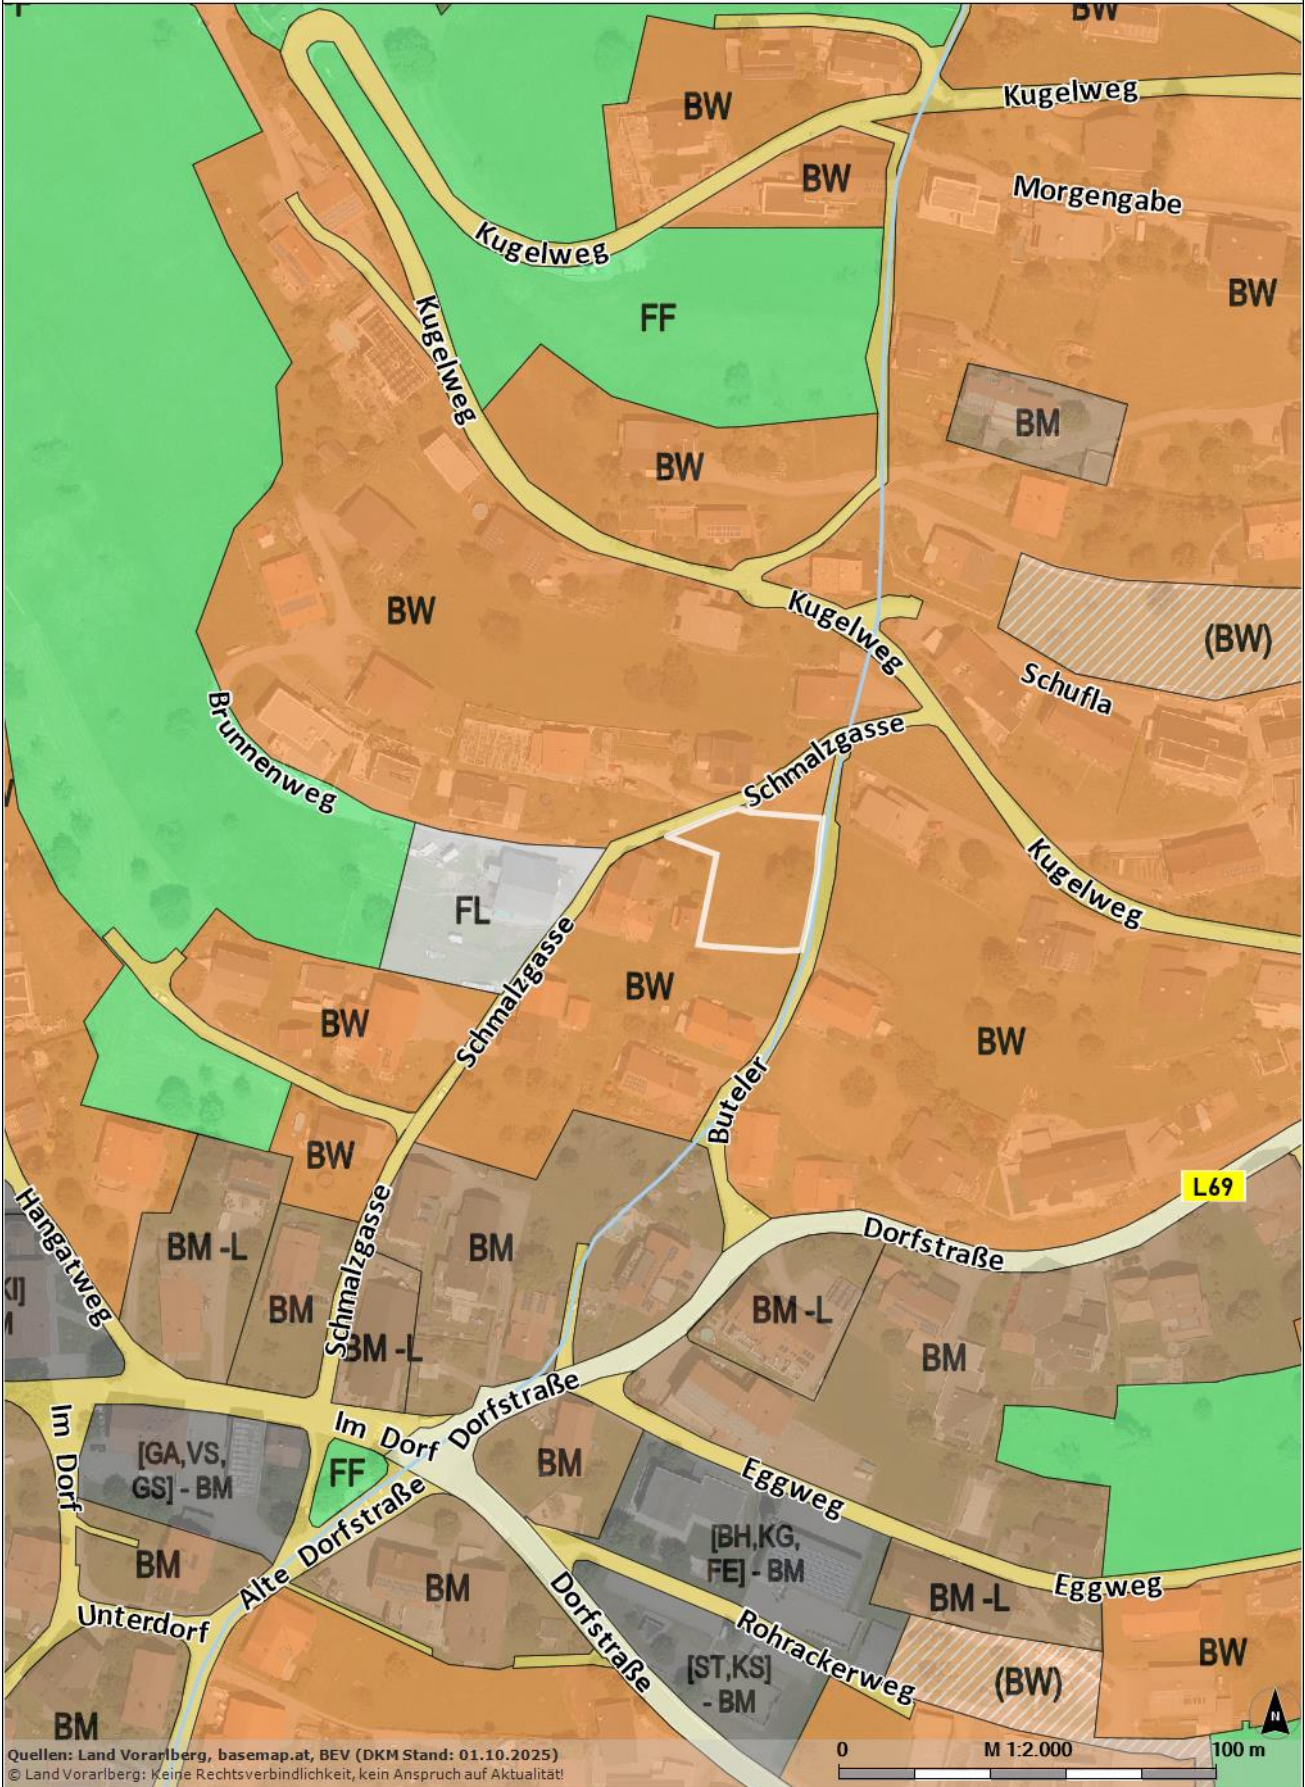 BW
Kugelweg
BW
BW
Morgengabe
Kugelweg
BW
FF
Kugelweg
BM
BW
BW
Kugelweg
(BW)
Schufla
Brunnenweg
Schmalzgasse
Kugelweg
FL
BW
Schmalzgasse
BW
BW
Buteler
BW
L69
Hangatweg
Schmalzgasse
BM -L
BM
Dorfstraße
BM
BM -L
BM -L
BM
Im Dorf
Im Dorf
Dorfstraße
[GA,VS,
GS] - BM
FF
BM
Eggweg
Alte Dorfstraße
[BH,KG,
FE] - BM
BM
BM
Dorfstraße
BM -L
Eggweg
Unterdorf
Rohrackerweg
BW
[ST,KS]
- BM
(BW)
BM
N
Quellen: Land Vorarlberg, basemap.at, BEV (DKM Stand: 01.10.2025)
0 M 1:2.000 100 m
© Land Vorarlberg: Keine Rechtsverbindlichkeit, kein Anspruch auf Aktualität!